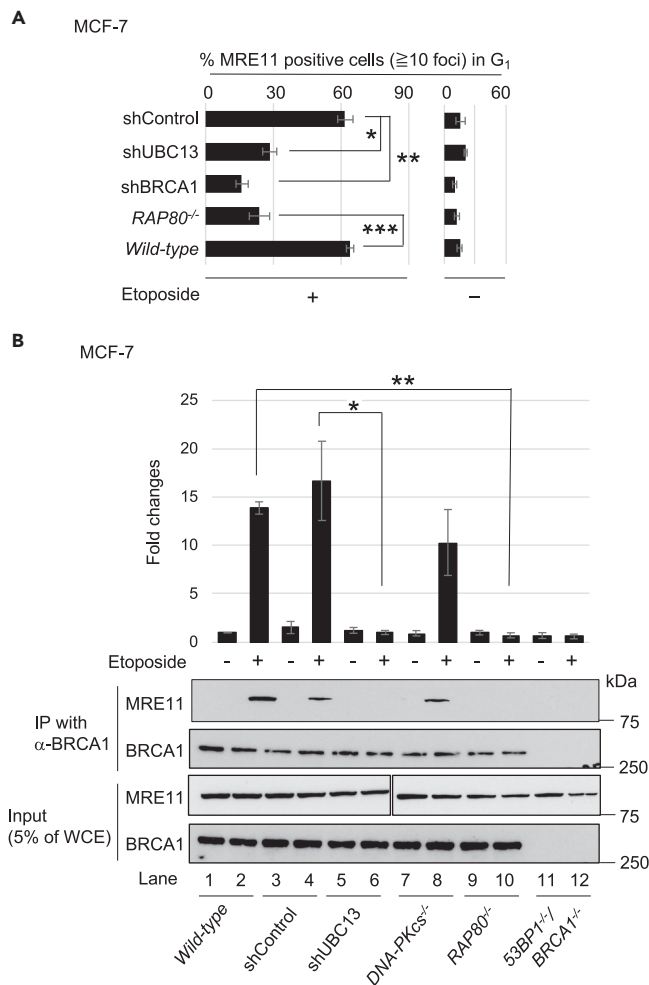 A
MCF-7
% MRE11 positive cells (≧10 foci) in G1
0 30 60 90 0 30 60
shControl
*
shUBC13
**
shBRCA1
RAP80-/-
***
Wild-type
Etoposide + −
B
MCF-7
**
25
*
20
15
10
5
0
Fold changes
Etoposide - + - + - + - + - + - +
kDa
IP with α-BRCA1
MRE11
75
BRCA1
250
Input (5% of WCE)
MRE11
75
BRCA1
250
Lane 1 2 3 4 5 6 7 8 9 10 11 12
Wild-type
shControl
shUBC13
DNA-PKcs-/-
RAP80-/-
53BP1-/-/
BRCA1-/-